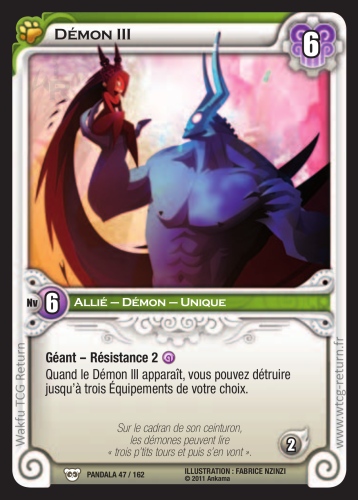 DÉMON III
6
Nv 6
ALLIÉ – DÉMON – UNIQUE
Géant – Résistance 2
Quand le Démon III apparaît, vous pouvez détruire
jusqu'à trois Équipements de votre choix.
Sur le cadran de son ceinturon,
les démones peuvent lire
« trois p'tits tours et puis s'en vont ».
2
PANDALA 47 / 162
ILLUSTRATION : FABRICE NZINZI
© 2011 Ankama
Wakfu TCG Return
www.wtcg-return.fr